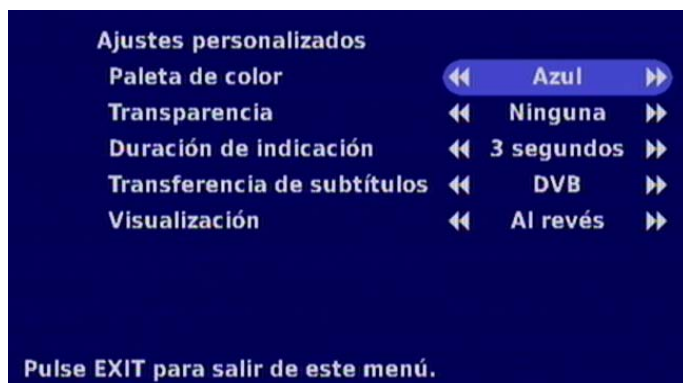 Ajustes personalizados
Paleta de color Azul
Transparencia Ninguna
Duración de indicación 3 segundos
Transferencia de subtítulos DVB
Visualización Al revés
Pulse EXIT para salir de este menú.